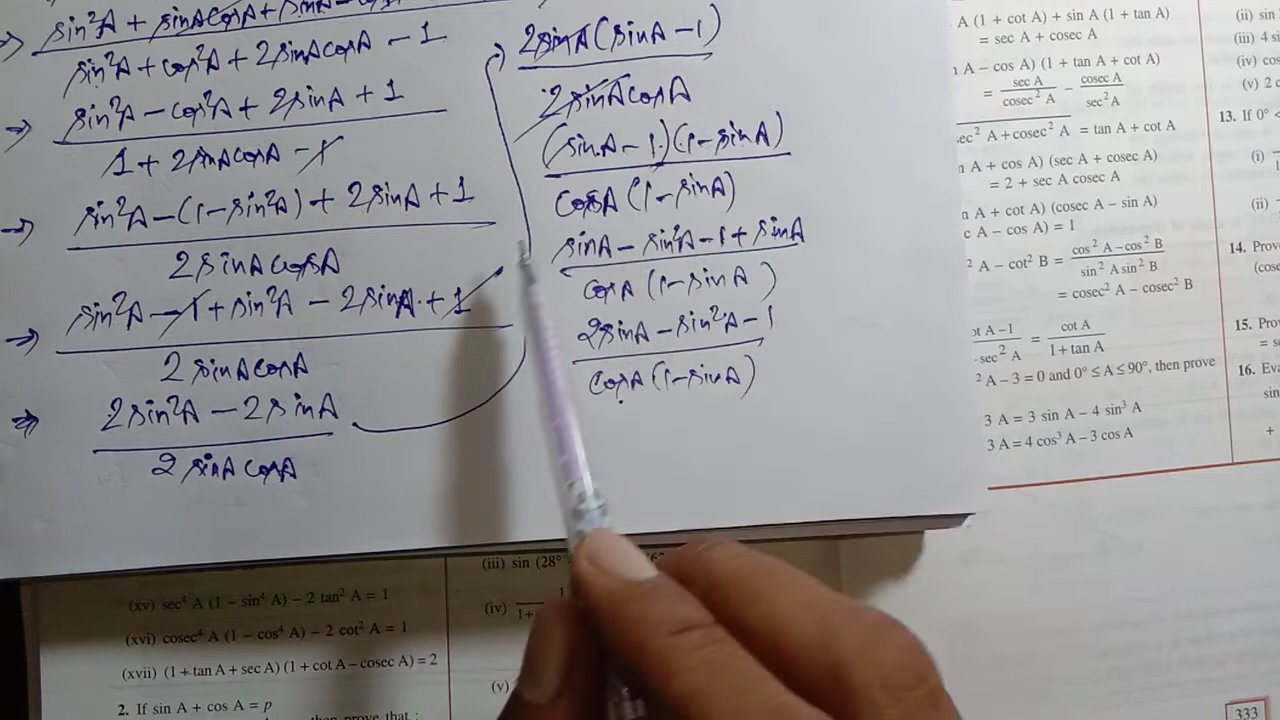 sin²A + sinAcosA + sinA
⇒ sin²A + cos²A + 2sinAcosA - 1
⇒ sin²A - cos²A + 2sinA + 1
1 + 2sinAcosA - 1
⇒ sin²A - (1 - sin²A) + 2sinA + 1
2sinAcosA
⇒ sin²A - 1 + sin²A - 2sinA + 1
2sinAcosA
⇒ 2sin²A - 2sinA
2sinAcosA
2sinA(sinA - 1)
2sinAcosA
(sinA - 1)(1 - sinA)
cosA(1 - sinA)
sinA - sin²A - 1 + sinA
cosA(1 - sinA)
2sinA - sin²A - 1
cosA(1 - sinA)
A (1 + cot A) + sin A (1 + tan A)
= sec A + cosec A
A – cos A) (1 + tan A + cot A)
= sec A / cosec² A – cosec A / sec² A
sec² A + cosec² A = tan A + cot A
A + cos A) (sec A + cosec A)
= 2 + sec A cosec A
A + cot A) (cosec A – sin A)
c A – cos A) = 1
² A – cot² B = cos² A – cos² B / sin² A sin² B
= cosec² A – cosec² B
ot A – 1 / – sec² A = cot A / 1 + tan A
² A – 3 = 0 and 0° ≤ A ≤ 90°, then prove
3 A = 3 sin A – 4 sin³ A
3 A = 4 cos³ A – 3 cos A
(ii) sin
(iii) 4 si
(iv) cos
(v) 2 c
13. If 0° <
(i)
(ii)
14. Prov
(cose
15. Prov
= se
16. Eva
sin
+
(xv) sec⁴ A (1 – sin⁴ A) – 2 tan² A = 1
(xvi) cosec⁴ A (1 – cos⁴ A) – 2 cot² A = 1
(xvii) (1 + tan A + sec A) (1 + cot A – cosec A) = 2
2. If sin A + cos A = p
then prove that :
(iii) sin (28°
(iv) 1 / 1+
(v)
333